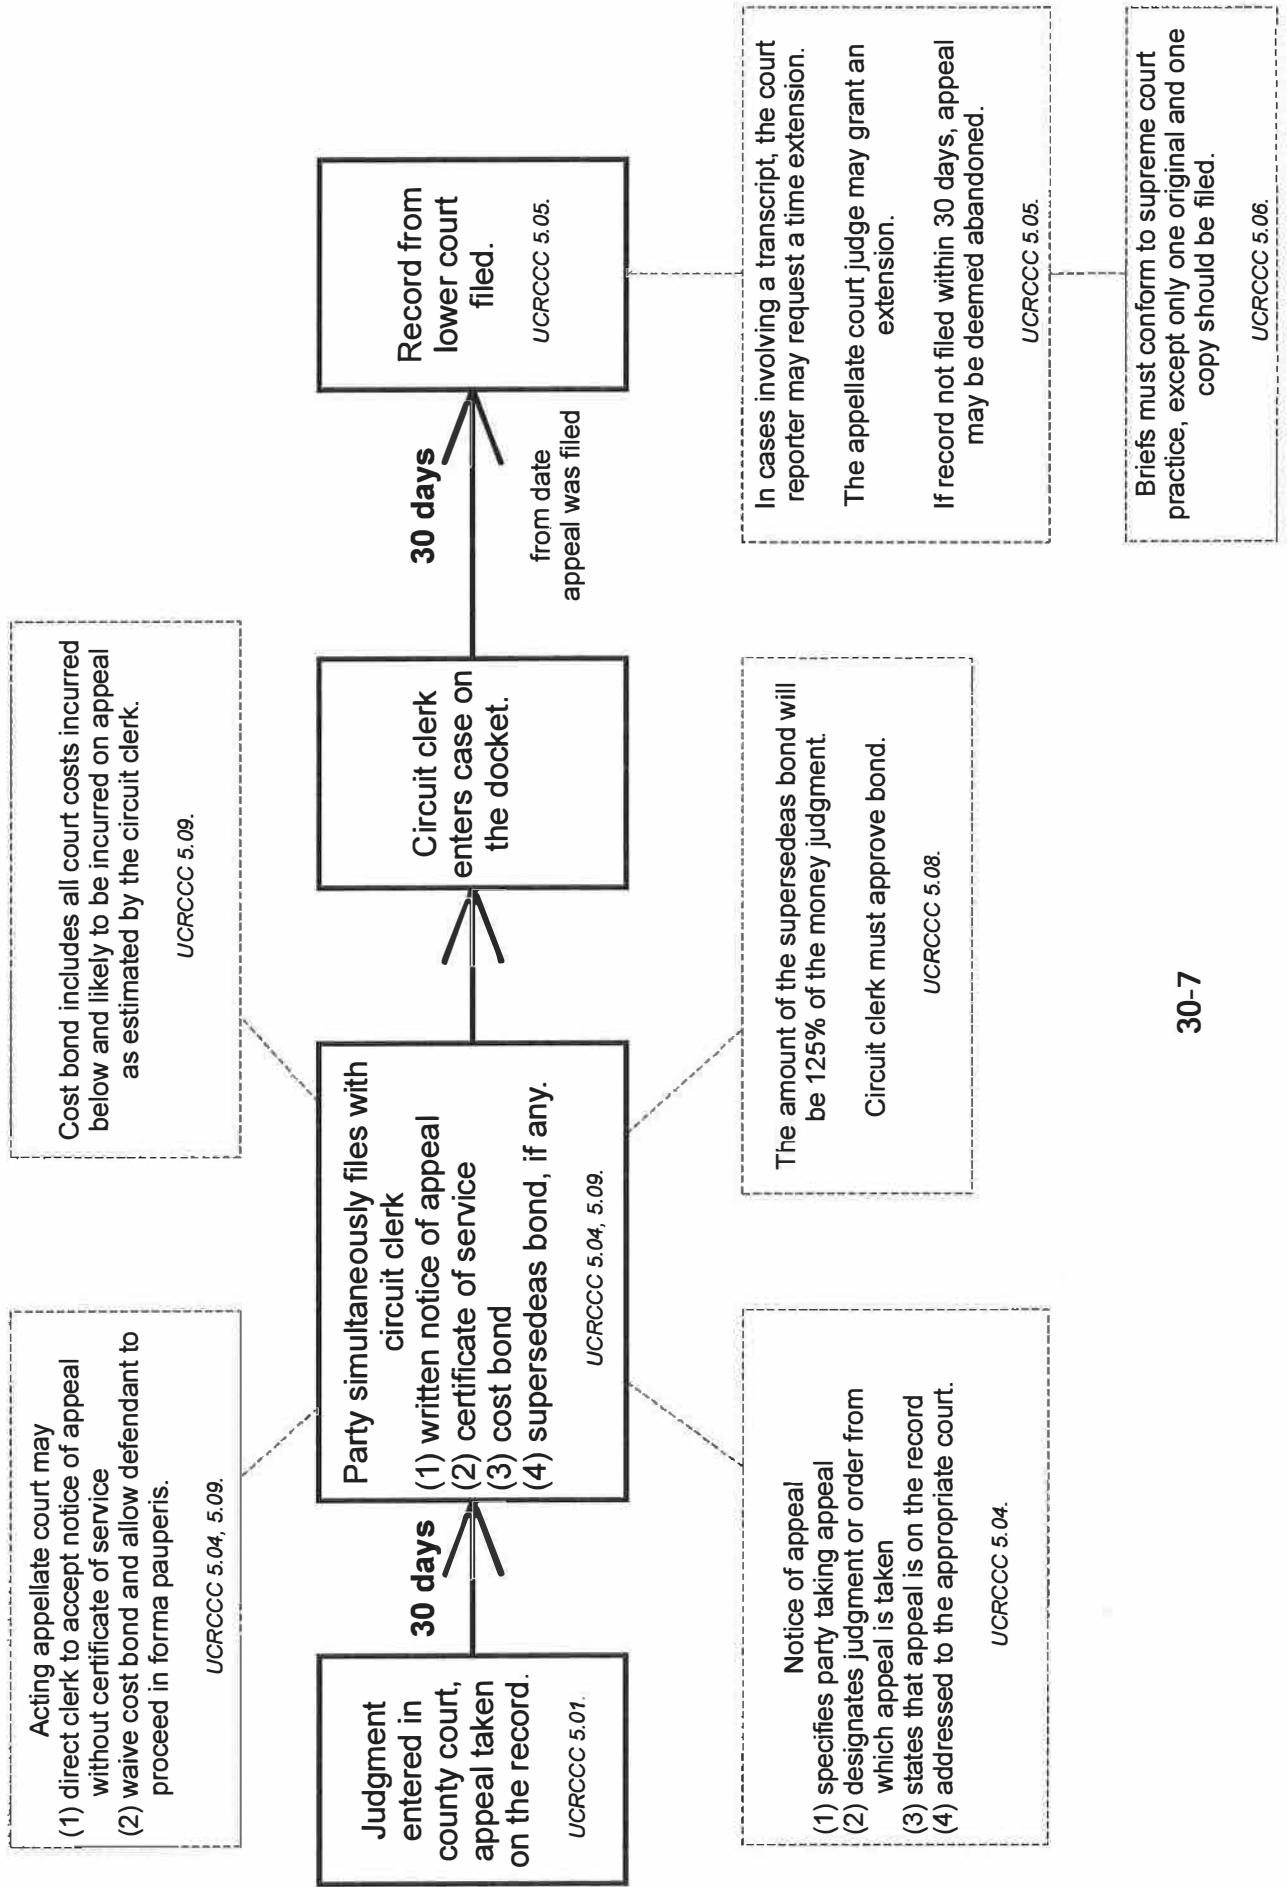 Acting appellate court may
(1) direct clerk to accept notice of appeal
without certificate of service
(2) waive cost bond and allow defendant to
proceed in forma pauperis.
UCRCCC 5.04, 5.09.
Cost bond includes all court costs incurred
below and likely to be incurred on appeal
as estimated by the circuit clerk.
UCRCCC 5.09.
Judgment
entered in
county court,
appeal taken
on the record.
UCRCCC 5.01.
30 days
Party simultaneously files with
circuit clerk
(1) written notice of appeal
(2) certificate of service
(3) cost bond
(4) supersedeas bond, if any.
UCRCCC 5.04, 5.09.
Circuit clerk
enters case on
the docket.
30 days
from date
appeal was filed
Record from
lower court
filed.
UCRCCC 5.05.
Notice of appeal
(1) specifies party taking appeal
(2) designates judgment or order from
which appeal is taken
(3) states that appeal is on the record
(4) addressed to the appropriate court.
UCRCCC 5.04.
The amount of the supersedeas bond will
be 125% of the money judgment.
Circuit clerk must approve bond.
UCRCCC 5.08.
In cases involving a transcript, the court
reporter may request a time extension.
The appellate court judge may grant an
extension.
If record not filed within 30 days, appeal
may be deemed abandoned.
UCRCCC 5.05.
Briefs must conform to supreme court
practice, except only one original and one
copy should be filed.
UCRCCC 5.06.
30-7